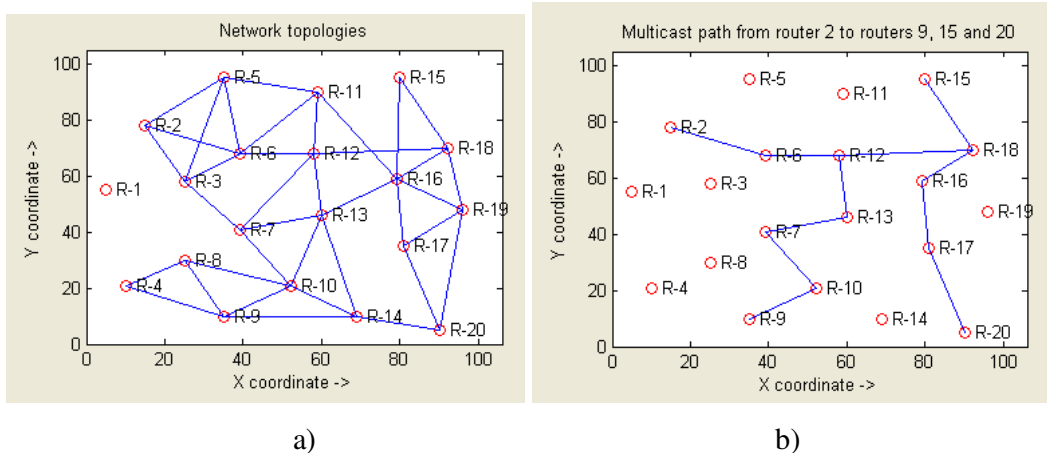 Network topologies
Y coordinate ->
100
80
60
40
20
0
R-5
R-15
R-11
R-2
R-6
R-12
R-18
R-3
R-16
R-1
R-19
R-13
R-7
R-17
R-8
R-4
R-10
R-9
R-14
R-20
0
20
40
60
80
100
X coordinate ->
a)
Multicast path from router 2 to routers 9, 15 and 20
Y coordinate ->
100
80
60
40
20
0
R-5
R-15
R-11
R-2
R-6
R-12
R-18
R-3
R-16
R-1
R-19
R-13
R-7
R-17
R-8
R-4
R-10
R-9
R-14
R-20
0
20
40
60
80
100
X coordinate ->
b)